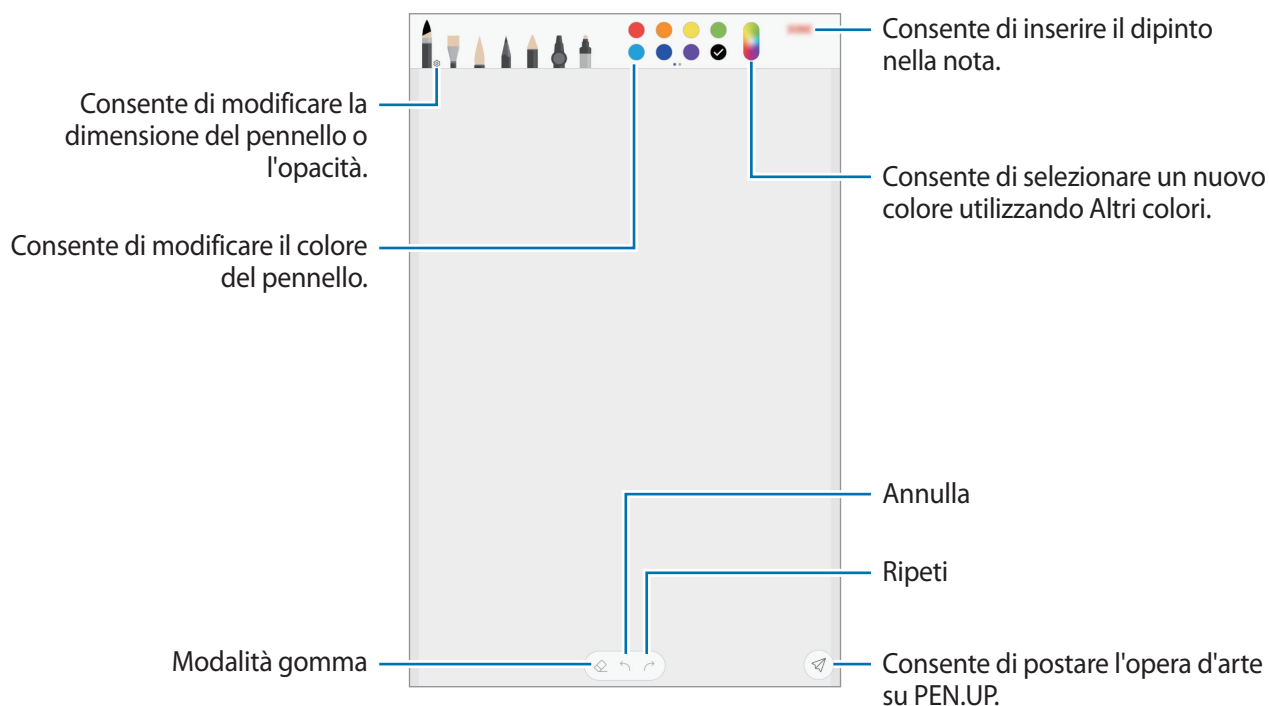 Consente di inserire il dipinto
nella nota.
Consente di modificare la
dimensione del pennello o
l'opacità.
Consente di selezionare un nuovo
colore utilizzando Altri colori.
Consente di modificare il colore
del pennello.
Annulla
Ripeti
Modalità gomma
Consente di postare l'opera d'arte
su PEN.UP.